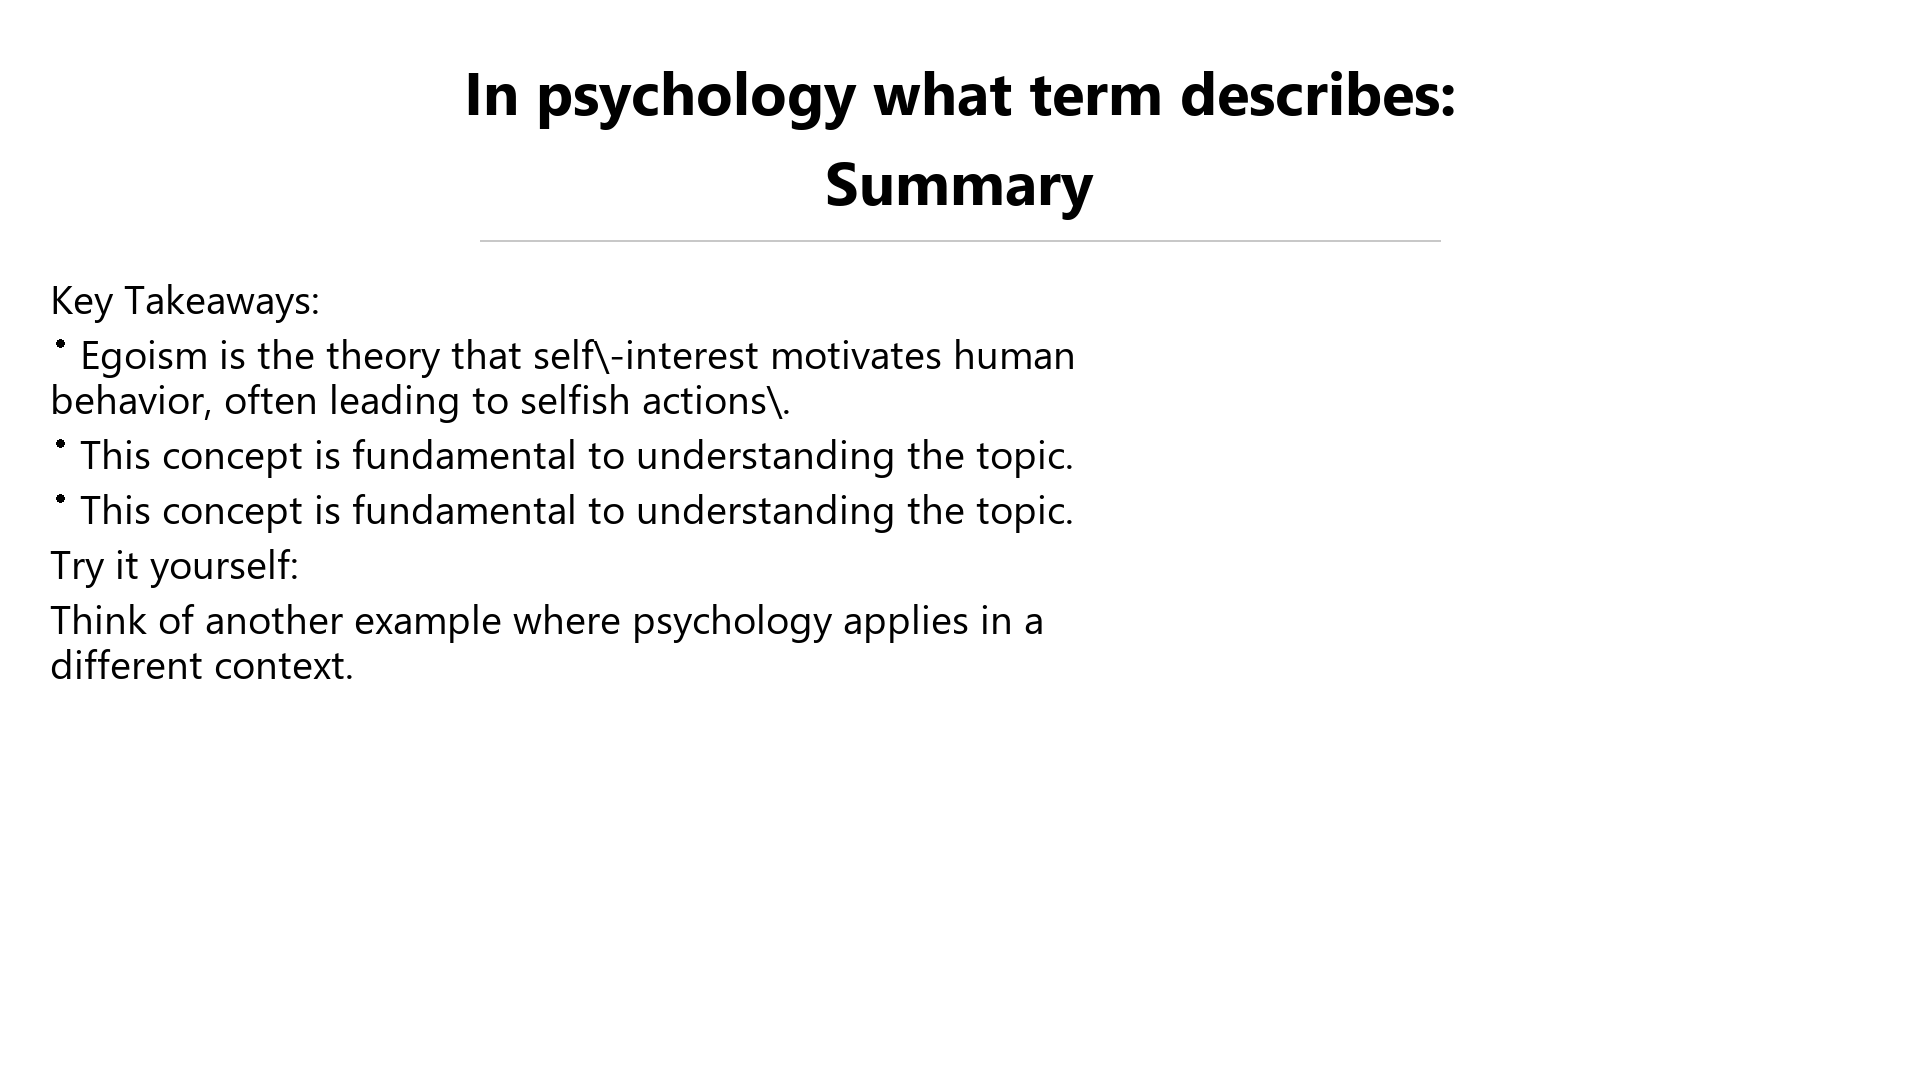 In psychology what term describes:
Summary
Key Takeaways:
• Egoism is the theory that self\-interest motivates human
behavior, often leading to selfish actions\.
• This concept is fundamental to understanding the topic.
• This concept is fundamental to understanding the topic.
Try it yourself:
Think of another example where psychology applies in a
different context.